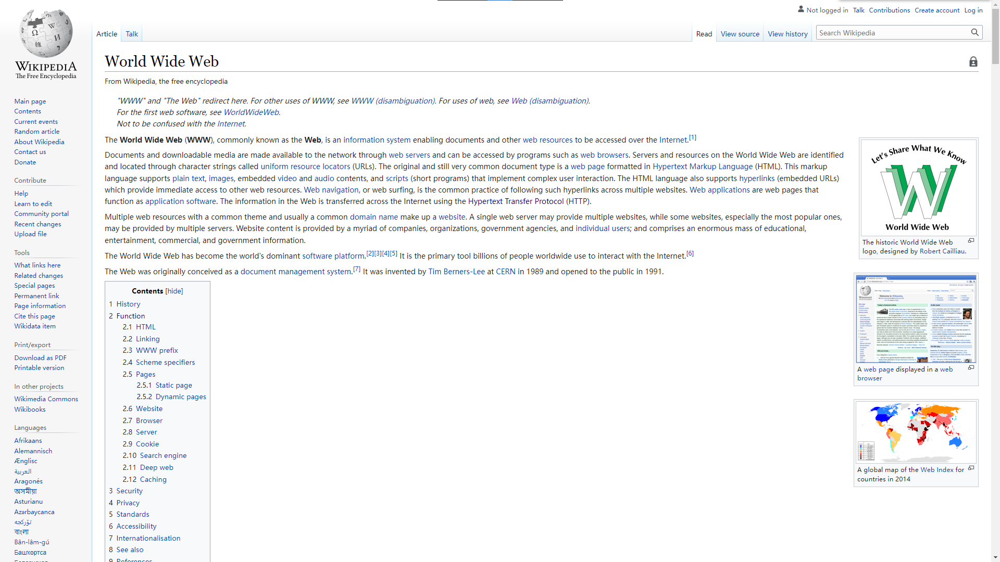 Not logged in Talk Contributions Create account Log in
Article Talk Read View source View history Search Wikipedia
WIKIPEDIA
The Free Encyclopedia
Main page
Contents
Current events
Random article
About Wikipedia
Contact us
Donate
Contribute
Help
Learn to edit
Community portal
Recent changes
Upload file
Tools
What links here
Related changes
Special pages
Permanent link
Page information
Cite this page
Wikidata item
Print/export
Download as PDF
Printable version
In other projects
Wikimedia Commons
Wikibooks
Languages
Afrikaans
Alemannisch
Ænglisc
العربية
Aragonés
অসমীয়া
Asturianu
Azərbaycanca
تۆرکجه
বাংলা
Bân-lâm-gú
Башҡортса
World Wide Web
From Wikipedia, the free encyclopedia
"WWW" and "The Web" redirect here. For other uses of WWW, see WWW (disambiguation). For uses of web, see Web (disambiguation).
For the first web software, see WorldWideWeb.
Not to be confused with the Internet.
The World Wide Web (WWW), commonly known as the Web, is an information system enabling documents and other web resources to be accessed over the Internet.[1]
Documents and downloadable media are made available to the network through web servers and can be accessed by programs such as web browsers. Servers and resources on the World Wide Web are identified
and located through character strings called uniform resource locators (URLs). The original and still very common document type is a web page formatted in Hypertext Markup Language (HTML). This markup
language supports plain text, images, embedded video and audio contents, and scripts (short programs) that implement complex user interaction. The HTML language also supports hyperlinks (embedded URLs)
which provide immediate access to other web resources. Web navigation, or web surfing, is the common practice of following such hyperlinks across multiple websites. Web applications are web pages that
function as application software. The information in the Web is transferred across the Internet using the Hypertext Transfer Protocol (HTTP).
Multiple web resources with a common theme and usually a common domain name make up a website. A single web server may provide multiple websites, while some websites, especially the most popular ones,
may be provided by multiple servers. Website content is provided by a myriad of companies, organizations, government agencies, and individual users; and comprises an enormous mass of educational,
entertainment, commercial, and government information.
The World Wide Web has become the world's dominant software platform.[2][3][4][5] It is the primary tool billions of people worldwide use to interact with the Internet.[6]
The Web was originally conceived as a document management system.[7] It was invented by Tim Berners-Lee at CERN in 1989 and opened to the public in 1991.
Contents [hide]
1 History
2 Function
2.1 HTML
2.2 Linking
2.3 WWW prefix
2.4 Scheme specifiers
2.5 Pages
2.5.1 Static page
2.5.2 Dynamic pages
2.6 Website
2.7 Browser
2.8 Server
2.9 Cookie
2.10 Search engine
2.11 Deep web
2.12 Caching
3 Security
4 Privacy
5 Standards
6 Accessibility
7 Internationalisation
8 See also
9 References
Let's Share What We Know
World Wide Web
The historic World Wide Web
logo, designed by Robert Cailliau.
A web page displayed in a web
browser
A global map of the Web Index for
countries in 2014